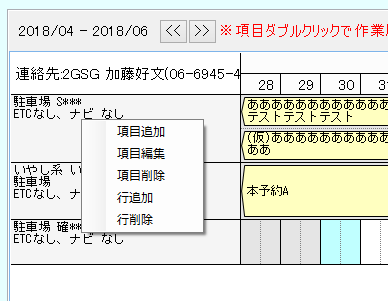 2018/04 - 2018/06 << >> ※項目ダブルクリックで作業
連絡先:2GSG 加藤好文(06-6945-4
28 29 30 31
駐車場 S***
ETCなし、ナビ なし
ああああああああああ
テストテストテスト
(仮)ああああああああ
ああ
項目追加
項目編集
項目削除
行追加
行削除
いやし系 い
駐車場
ETCなし、ナ
本予約A
駐車場 確**
ETCなし、ナビ なし